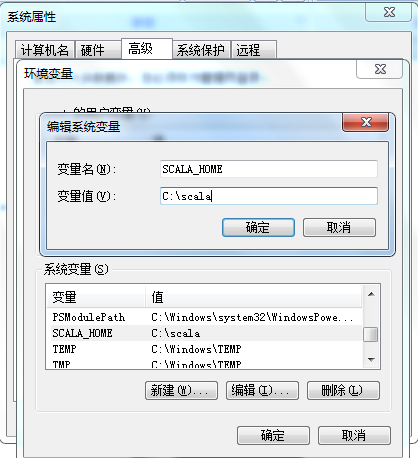 系统属性
计算机名 硬件 高级 系统保护 远程
环境变量
的用户变量(U)
编辑系统变量
变量名(N): SCALA_HOME
变量值(V): C:\scala
确定 取消
系统变量(S)
变量 值
PSModulePath C:\Windows\system32\WindowsPowe...
SCALA_HOME C:\scala
TEMP C:\Windows\TEMP
TMP C:\Windows\TEMP
新建(W)... 编辑(I)... 删除(L)
确定 取消